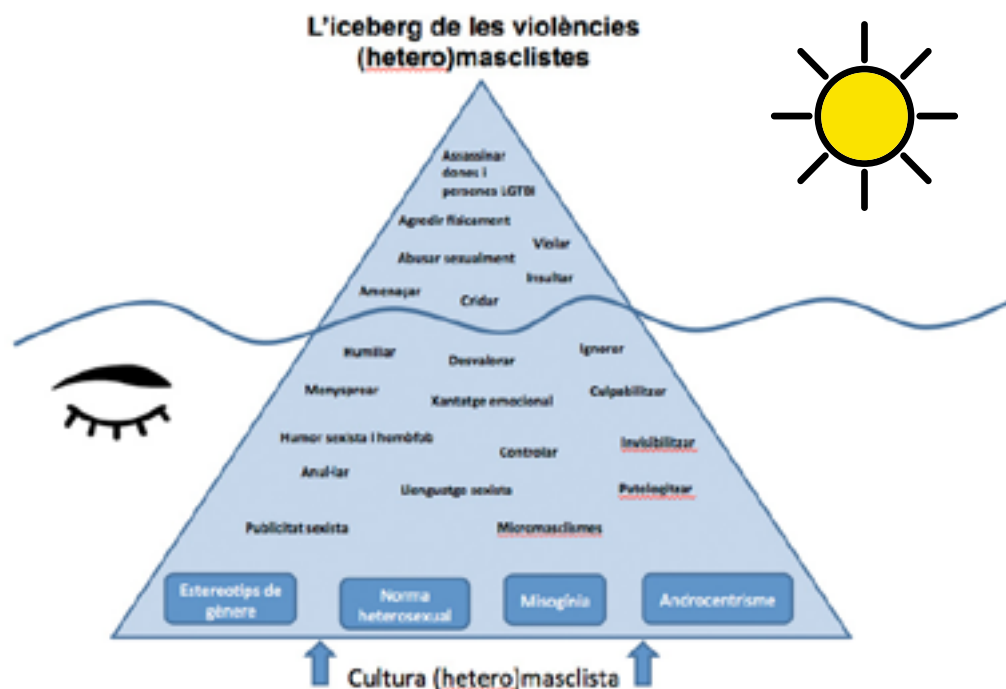 L'iceberg de les violències
(hetero)masclistes
Assassinar
dones i
persones LGTBI
Agredir físicament
Violar
Abusar sexualment
Insultar
Amenaçar
Cridar
Humiliar
Desvalorar
Ignorar
Menysprear
Xantatge emocional
Culpabilitzar
Humor sexista i homòfob
Controlar
Invisibilitzar
Anul·lar
Llenguatge sexista
Patologitzar
Publicitat sexista
Micromasclismes
Estereotips de
gènere
Norma
heterosexual
Misogínia
Androcentrisme
Cultura (hetero]masclista